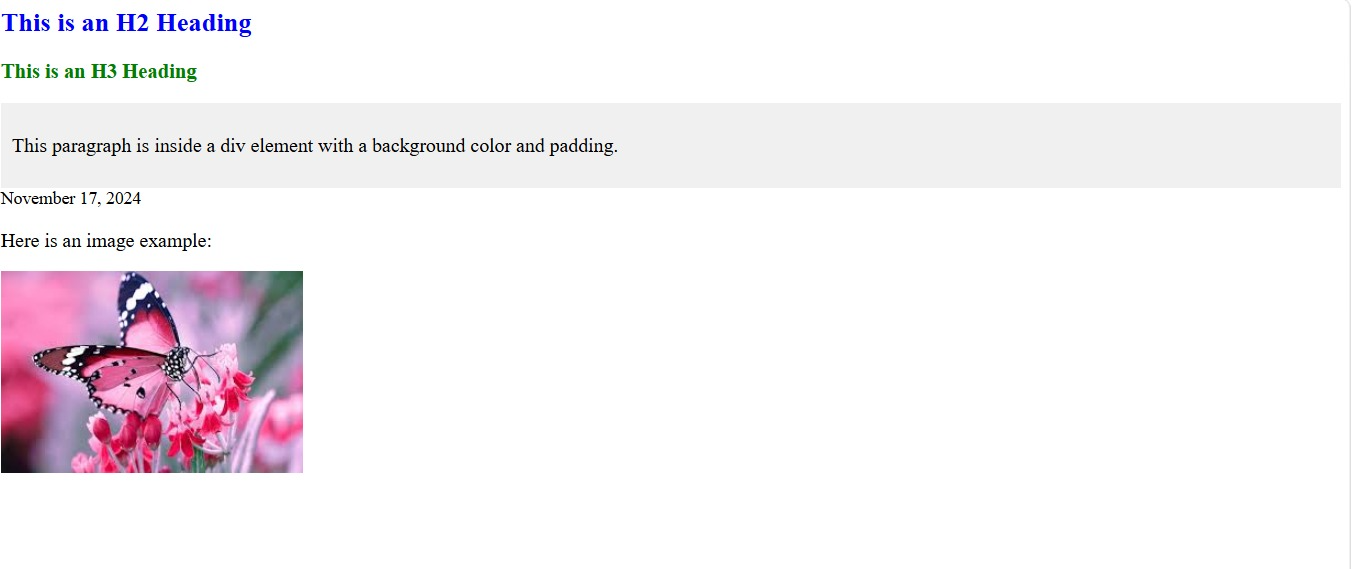 This is an H2 Heading
This is an H3 Heading
This paragraph is inside a div element with a background color and padding.
November 17, 2024
Here is an image example: